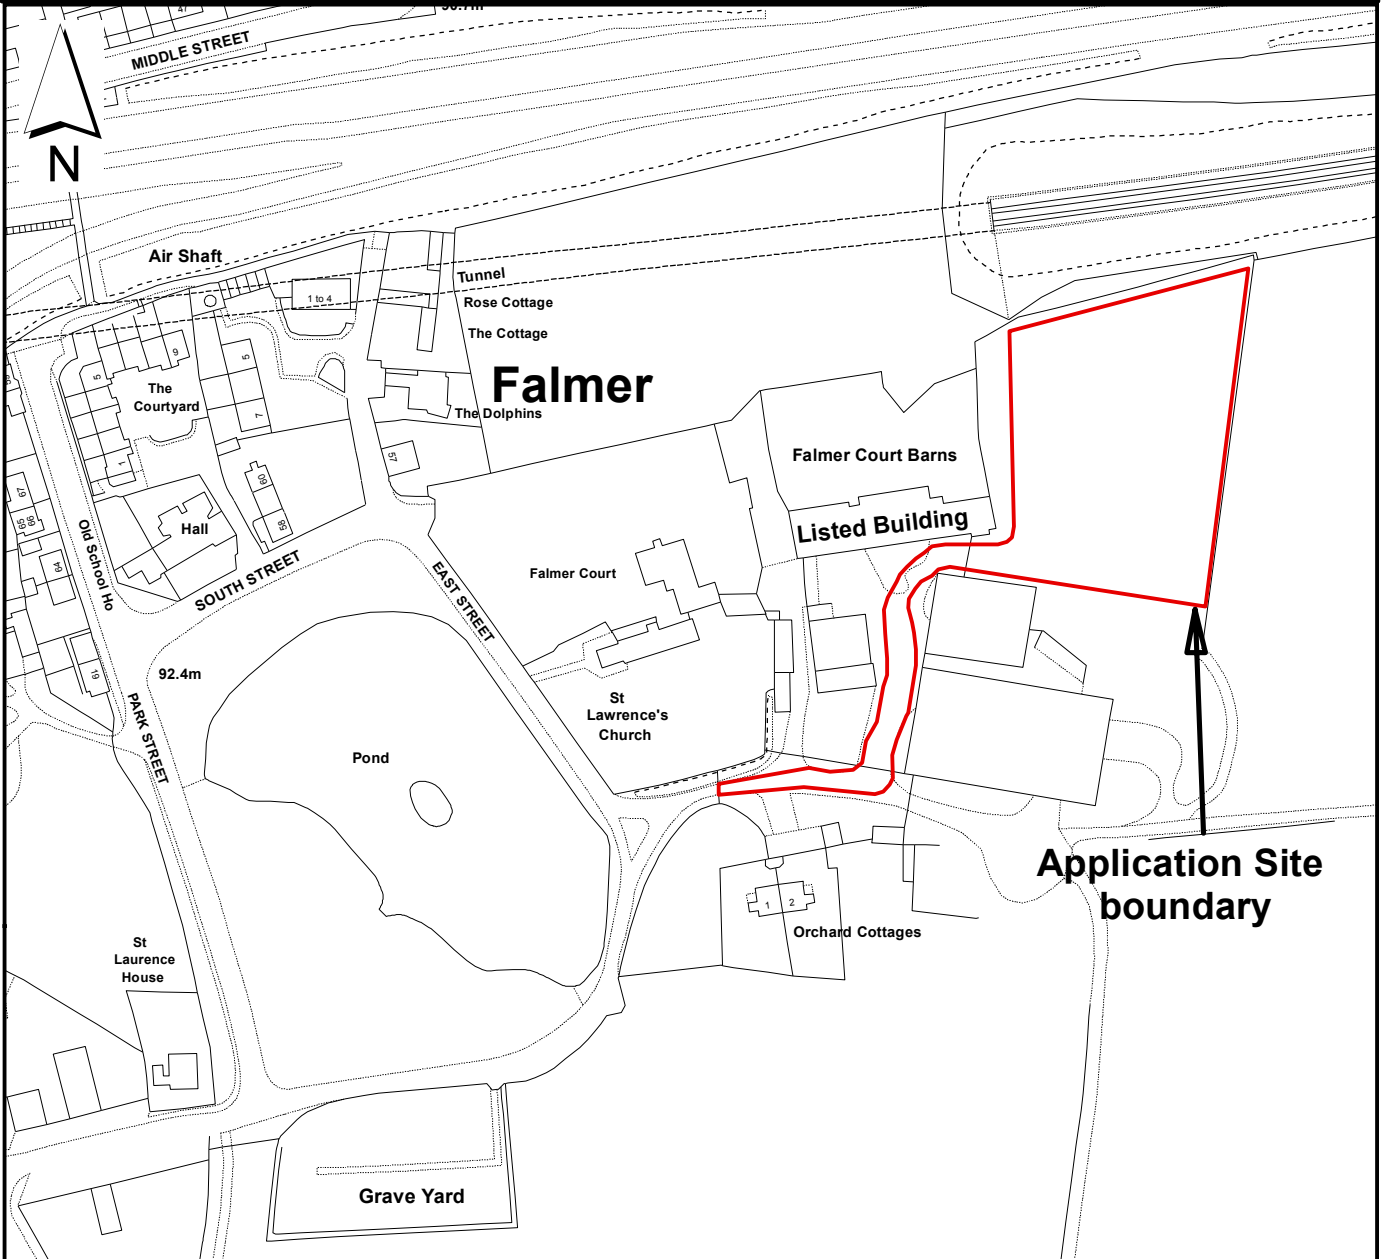 47
MIDDLE STREET
N
Air Shaft
1 to 4
Tunnel
Rose Cottage
The Cottage
9
5
5
The
Courtyard
7
1
Falmer
The Dolphins
57
Falmer Court Barns
Listed Building
60
58
67
66
65
64
Hall
Old School Ho
SOUTH STREET
EAST STREET
Falmer Court
19
92.4m
PARK STREET
St
Lawrence's
Church
Pond
Application Site
boundary
1
2
Orchard Cottages
St
Laurence
House
Grave Yard